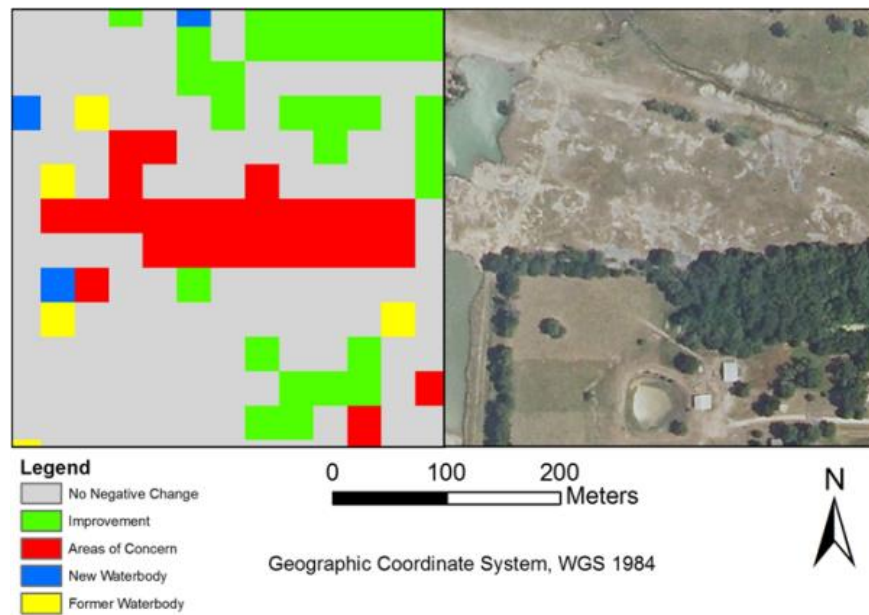 Legend
No Negative Change
Improvement
Areas of Concern
New Waterbody
Former Waterbody
0 100 200
Meters
Geographic Coordinate System, WGS 1984
N